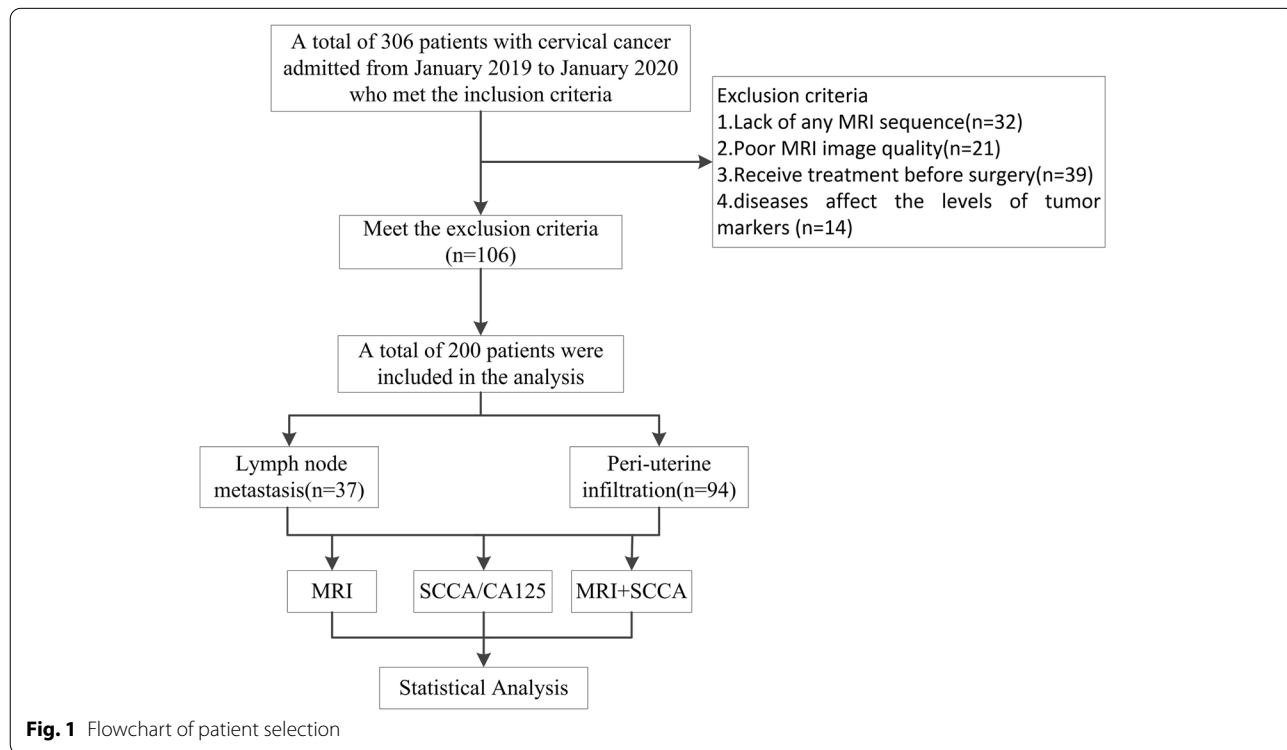 A total of 306 patients with cervical cancer
admitted from January 2019 to January 2020
who met the inclusion criteria
Exclusion criteria
1.Lack of any MRI sequence(n=32)
2.Poor MRI image quality(n=21)
3.Receive treatment before surgery(n=39)
4.diseases affect the levels of tumor
markers (n=14)
Meet the exclusion criteria
(n=106)
A total of 200 patients were
included in the analysis
Lymph node
metastasis(n=37)
Peri-uterine
infiltration(n=94)
MRI
SCCA/CA125
MRI+SCCA
Statistical Analysis
Fig. 1 Flowchart of patient selection